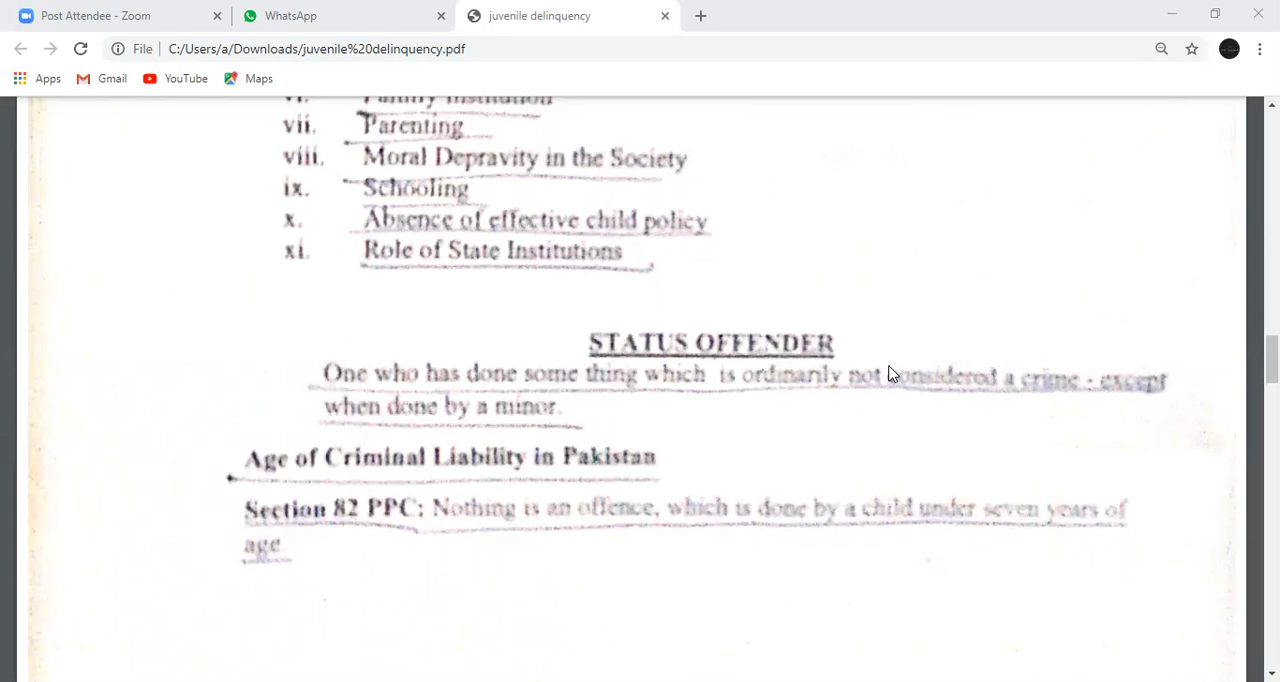 Post Attendee - Zoom
WhatsApp
juvenile delinquency
File
C:/Users/a/Downloads/juvenile%20delinquency.pdf
Apps
Gmail
YouTube
Maps
vi. Family Institution
vii. Parenting
viii. Moral Depravity in the Society
ix. Schooling
x. Absence of effective child policy
xi. Role of State Institutions
STATUS OFFENDER
One who has done some thing which is ordinarily not considered a crime - except
when done by a minor.
Age of Criminal Liability in Pakistan
Section 82 PPC: Nothing is an offence, which is done by a child under seven years of
age